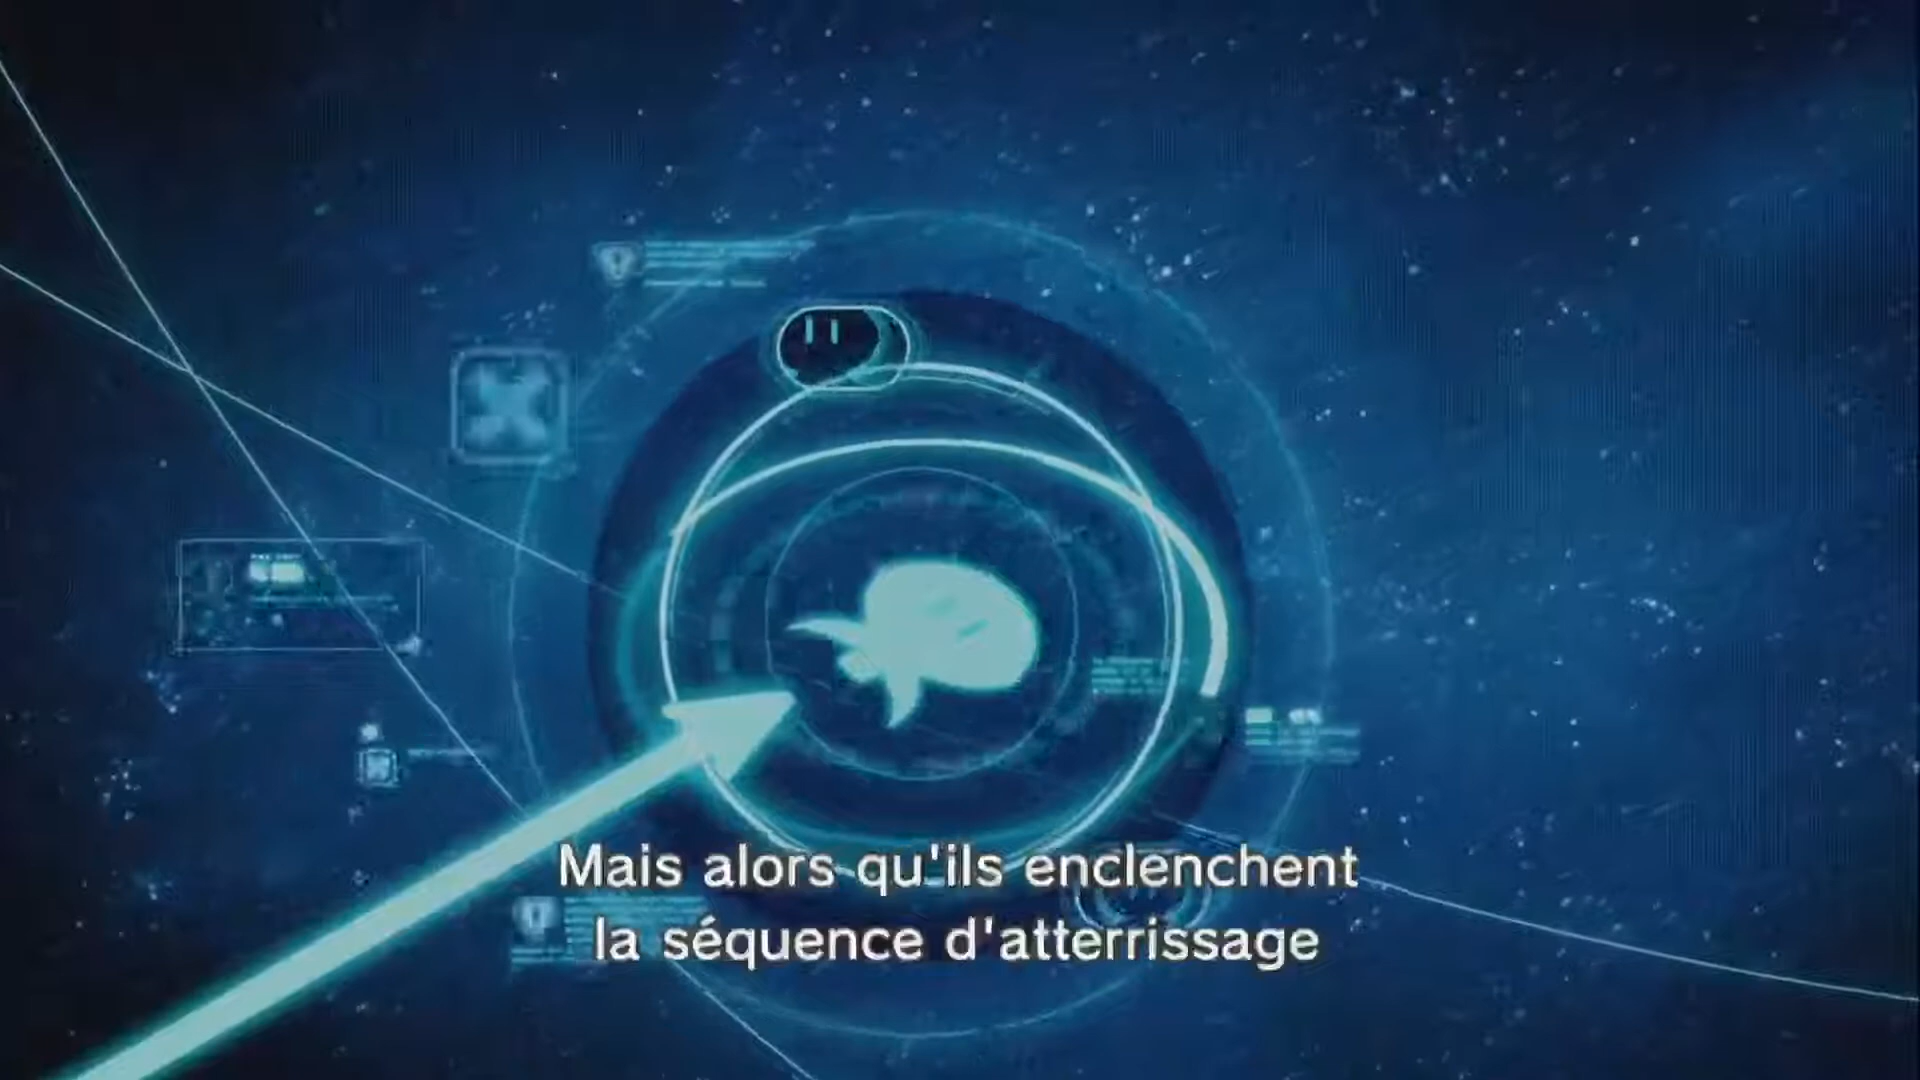 Mais alors qu'ils enclenchent
la séquence d'atterrissage